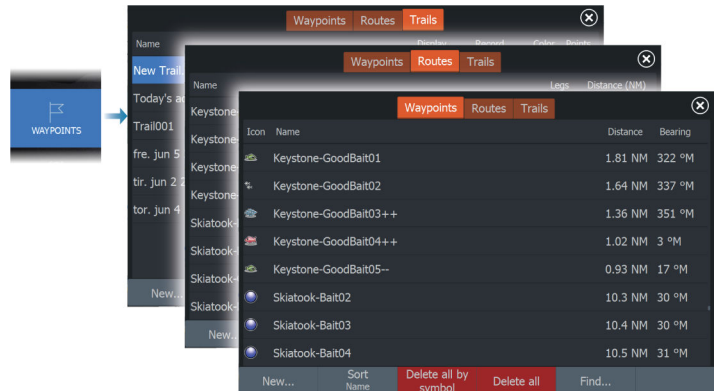 WAYPOINTS
Waypoints Routes Trails
Name Display Record Color Points
New Trail
Today's
Trail001
fre. jun 5
tir. jun 2
tor. jun 4
New...
Waypoints Routes Trails
Name Legs Distance (NM)
Keystone
Keystone
Keystone
Keystone
Skiatook-
Skiatook-
Skiatook-
Skiatook-
New
Waypoints Routes Trails
Icon Name Distance Bearing
Keystone-GoodBait01 1.81 NM 322 °M
Keystone-GoodBait02 1.64 NM 337 °M
Keystone-GoodBait03++ 1.36 NM 351 °M
Keystone-GoodBait04++ 1.02 NM 3 °M
Keystone-GoodBait05-- 0.93 NM 17 °M
Skiatook-Bait02 10.3 NM 30 °M
Skiatook-Bait03 10.4 NM 30 °M
Skiatook-Bait04 10.5 NM 31 °M
New... Sort Name Delete all by symbol Delete all Find...